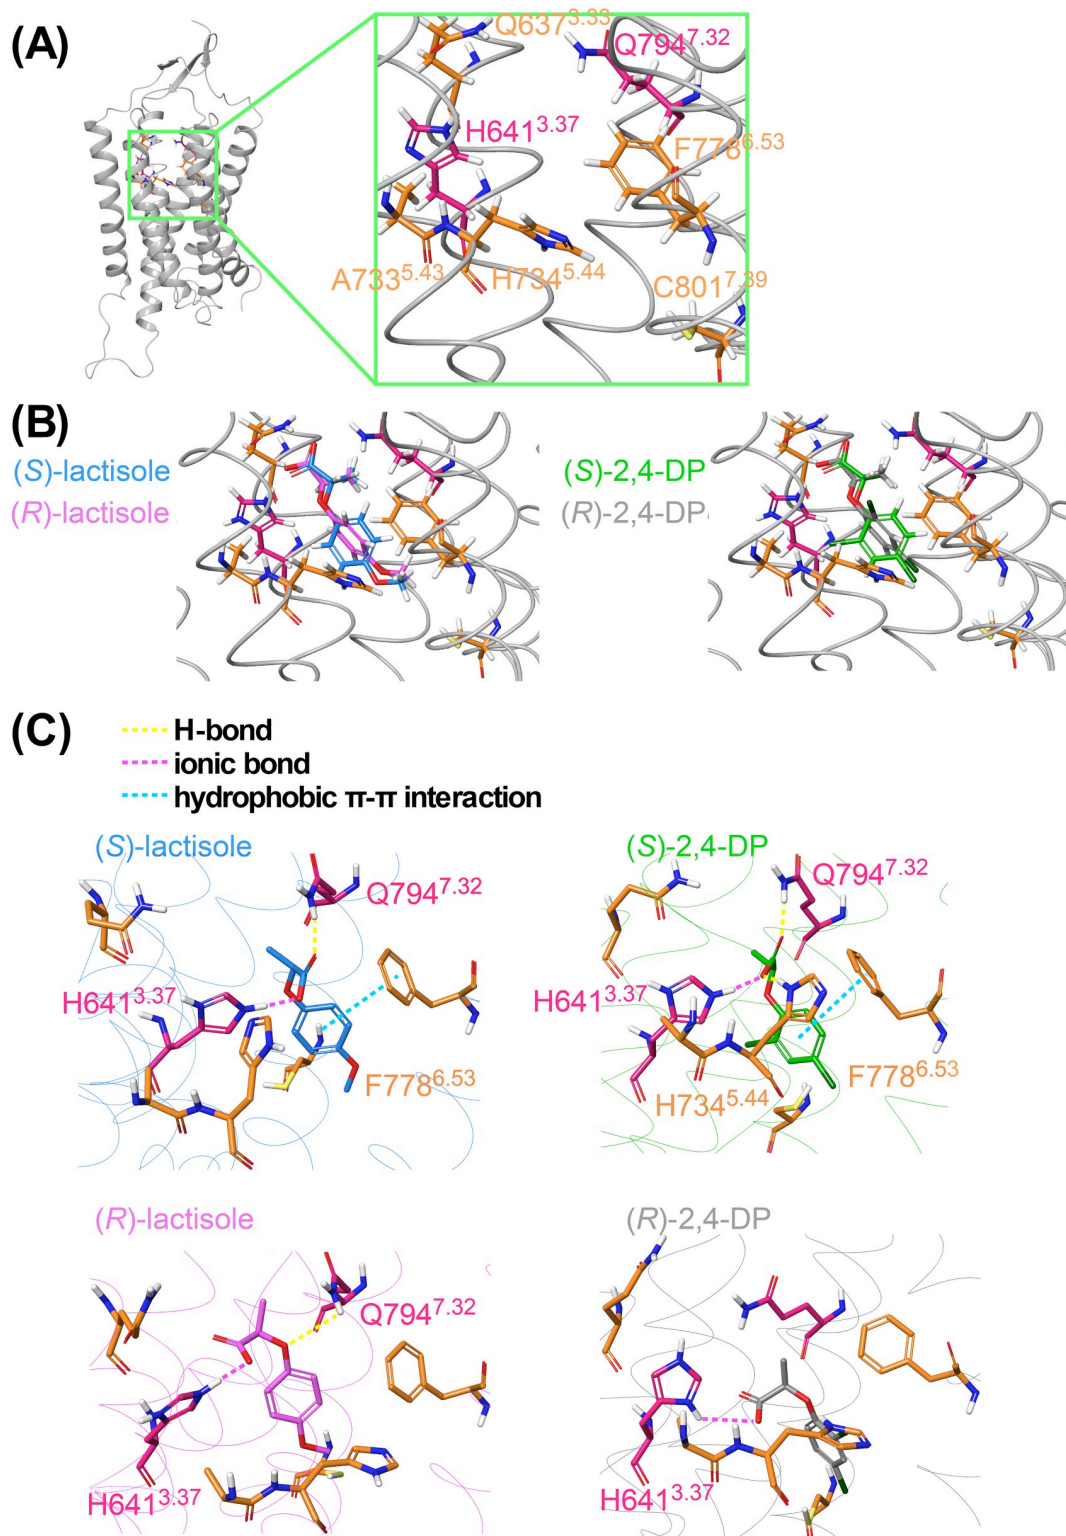 (A)
Q637^3.33
Q794^7.32
H641^3.37
F778^6.53
A733^5.43 H734^5.44
C801^7.39
(B)
(S)-lactisole
(R)-lactisole
(S)-2,4-DP
(R)-2,4-DP
(C)
H-bond
ionic bond
hydrophobic π-π interaction
(S)-lactisole
Q794^7.32
H641^3.37
F778^6.53
(S)-2,4-DP
Q794^7.32
H641^3.37
H734^5.44
F778^6.53
(R)-lactisole
Q794^7.32
H641^3.37
(R)-2,4-DP
H641^3.37